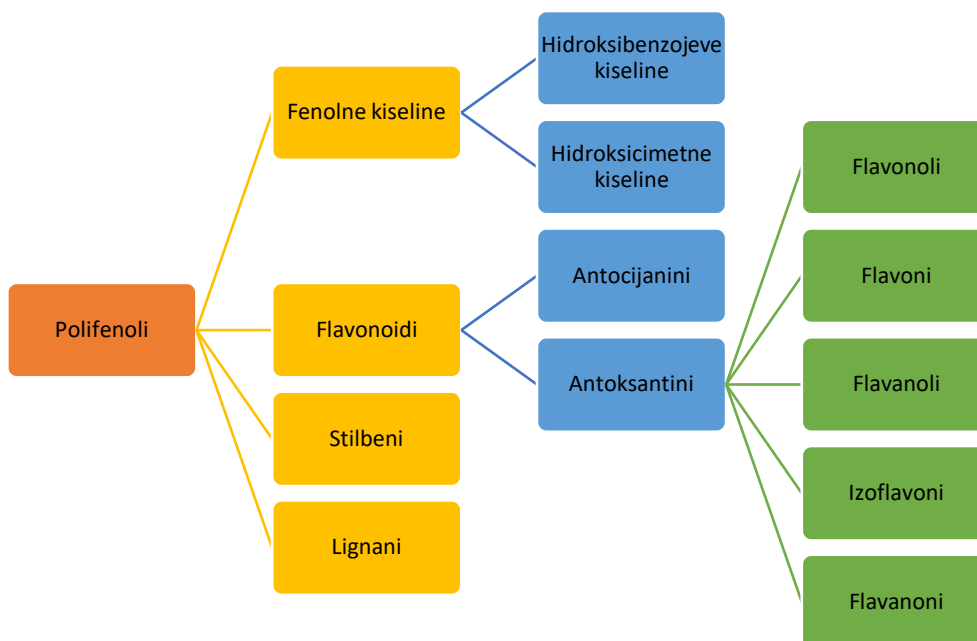 Polifenoli
Fenolne kiseline
Flavonoidi
Stilbeni
Lignani
Hidroksibenzojeve
kiseline
Hidroksicimetne
kiseline
Antocijanini
Antoksantini
Flavonoli
Flavoni
Flavanoli
Izoflavoni
Flavanoni